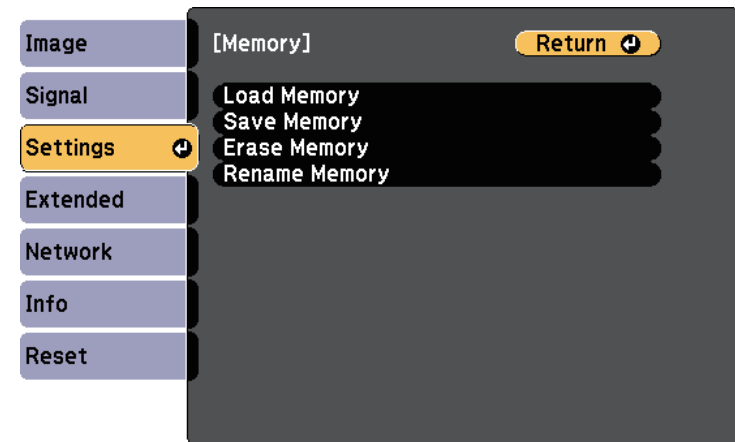 Image
Signal
Settings
Extended
Network
Info
Reset
[Memory]
Return
Load Memory
Save Memory
Erase Memory
Rename Memory